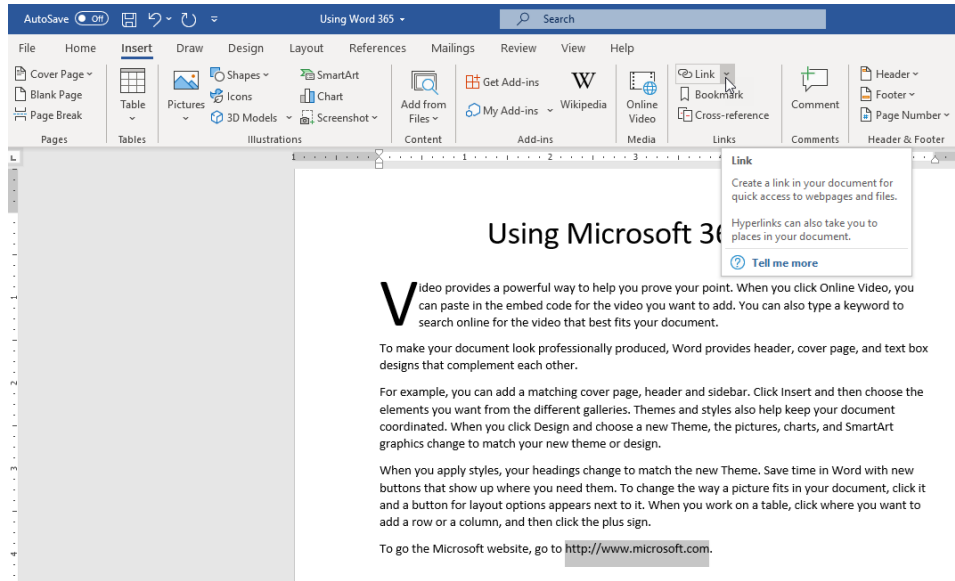 AutoSave Off Using Word 365 Search
File Home Insert Draw Design Layout References Mailings Review View Help
Cover Page
Blank Page
Page Break
Pages
Table
Tables
Pictures
Shapes
Icons
3D Models
SmartArt
Chart
Screenshot
Illustrations
Add from
Files
Content
Get Add-ins
My Add-ins
Wikipedia
Add-ins
Online
Video
Media
Link
Bookmark
Cross-reference
Links
Comment
Comments
Header
Footer
Page Number
Header & Footer
1 1 2 3
Link
Create a link in your document for
quick access to webpages and files.
Hyperlinks can also take you to
places in your document.
Tell me more
Using Microsoft 36
Video provides a powerful way to help you prove your point. When you click Online Video, you
can paste in the embed code for the video you want to add. You can also type a keyword to
search online for the video that best fits your document.
To make your document look professionally produced, Word provides header, cover page, and text box
designs that complement each other.
For example, you can add a matching cover page, header and sidebar. Click Insert and then choose the
elements you want from the different galleries. Themes and styles also help keep your document
coordinated. When you click Design and choose a new Theme, the pictures, charts, and SmartArt
graphics change to match your new theme or design.
When you apply styles, your headings change to match the new Theme. Save time in Word with new
buttons that show up where you need them. To change the way a picture fits in your document, click it
and a button for layout options appears next to it. When you work on a table, click where you want to
add a row or a column, and then click the plus sign.
To go the Microsoft website, go to http://www.microsoft.com.
1
2
3
4